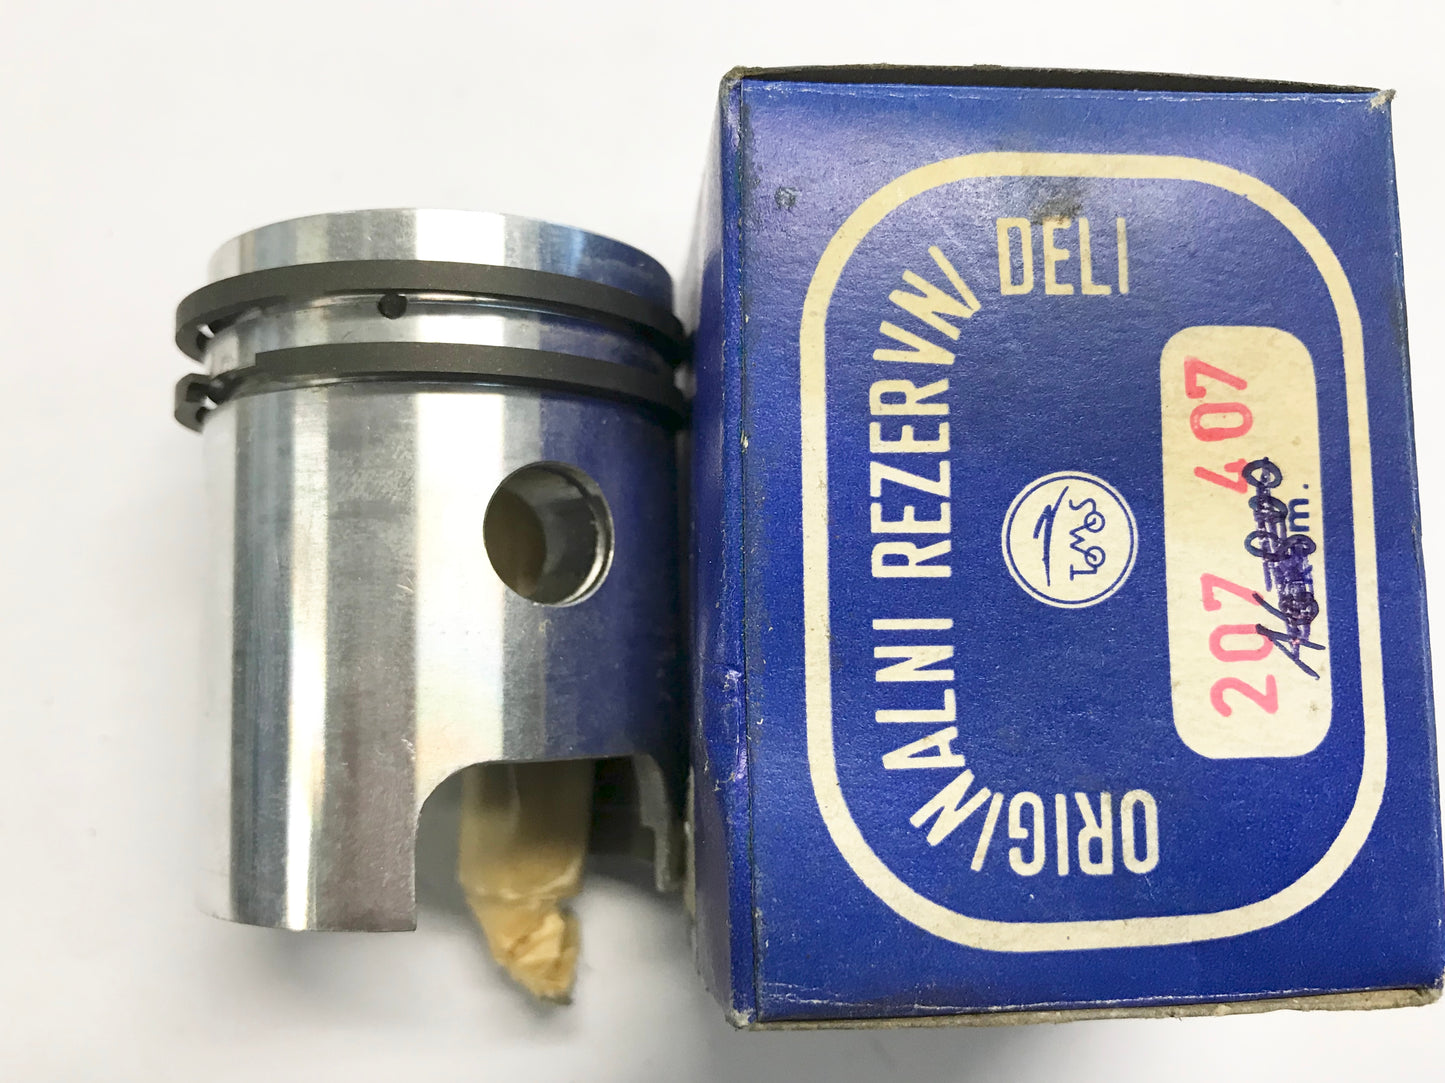 ORIGINALNI REZERVNI DELI
TOMOS
207 407
m.